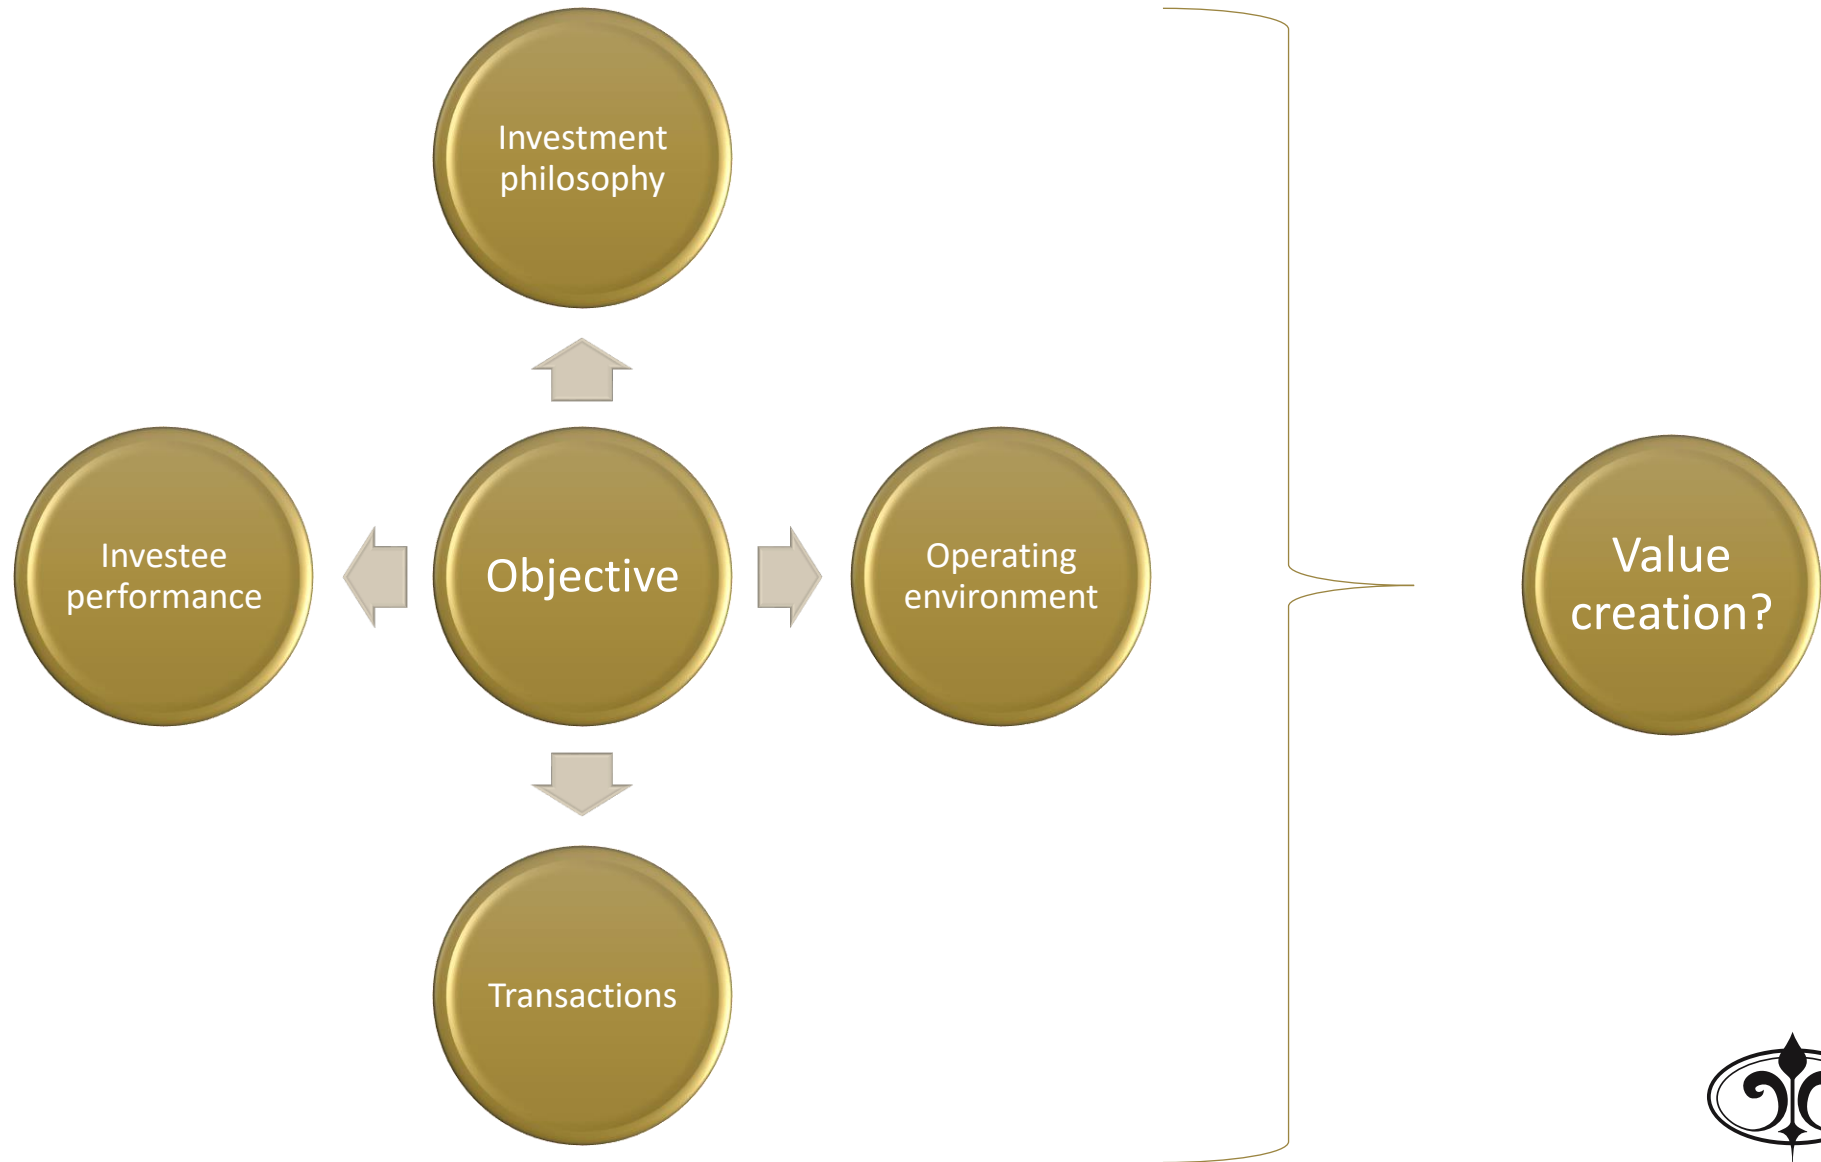 Investment
philosophy
Investee
performance
Objective
Operating
environment
Value
creation?
Transactions